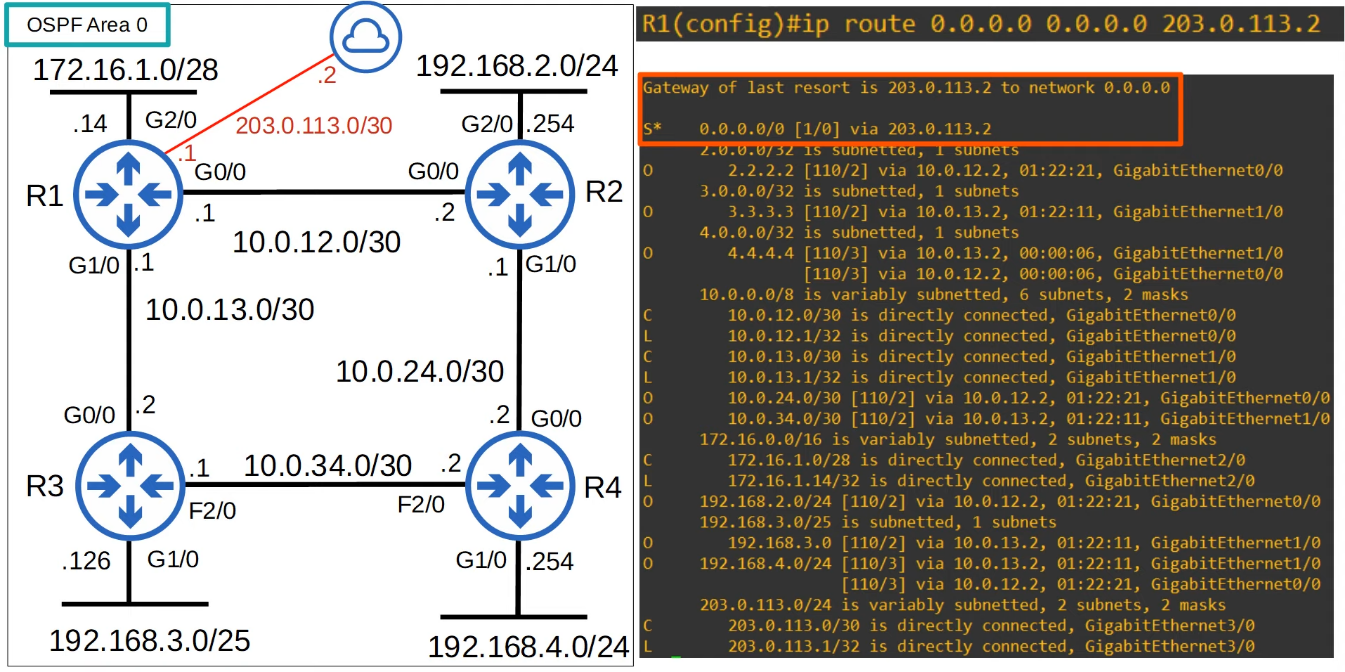 OSPF Area 0
172.16.1.0/28
.2
192.168.2.0/24
.14 G2/0
203.0.113.0/30
G2/0 .254
.1
G0/0 G0/0
R1 R2
.1 .2
10.0.12.0/30
G1/0 .1
.1 G1/0
10.0.13.0/30
10.0.24.0/30
G0/0 .2
.2 G0/0
R3 .1 10.0.34.0/30 .2 R4
F2/0 F2/0
.126 G1/0
G1/0 .254
192.168.3.0/25
192.168.4.0/24
R1(config)#ip route 0.0.0.0 0.0.0.0 203.0.113.2
Gateway of last resort is 203.0.113.2 to network 0.0.0.0
S* 0.0.0.0/0 [1/0] via 203.0.113.2
2.0.0.0/32 is subnetted, 1 subnets
O 2.2.2.2 [110/2] via 10.0.12.2, 01:22:21, GigabitEthernet0/0
3.0.0.0/32 is subnetted, 1 subnets
O 3.3.3.3 [110/2] via 10.0.13.2, 01:22:11, GigabitEthernet1/0
4.0.0.0/32 is subnetted, 1 subnets
O 4.4.4.4 [110/3] via 10.0.13.2, 00:00:06, GigabitEthernet1/0
[110/3] via 10.0.12.2, 00:00:06, GigabitEthernet0/0
10.0.0.0/8 is variably subnetted, 6 subnets, 2 masks
C 10.0.12.0/30 is directly connected, GigabitEthernet0/0
L 10.0.12.1/32 is directly connected, GigabitEthernet0/0
C 10.0.13.0/30 is directly connected, GigabitEthernet1/0
L 10.0.13.1/32 is directly connected, GigabitEthernet1/0
O 10.0.24.0/30 [110/2] via 10.0.12.2, 01:22:21, GigabitEthernet0/0
O 10.0.34.0/30 [110/2] via 10.0.13.2, 01:22:11, GigabitEthernet1/0
172.16.0.0/16 is variably subnetted, 2 subnets, 2 masks
C 172.16.1.0/28 is directly connected, GigabitEthernet2/0
L 172.16.1.14/32 is directly connected, GigabitEthernet2/0
O 192.168.2.0/24 [110/2] via 10.0.12.2, 01:22:21, GigabitEthernet0/0
192.168.3.0/25 is subnetted, 1 subnets
O 192.168.3.0 [110/2] via 10.0.13.2, 01:22:11, GigabitEthernet1/0
O 192.168.4.0/24 [110/3] via 10.0.13.2, 01:22:11, GigabitEthernet1/0
[110/3] via 10.0.12.2, 01:22:21, GigabitEthernet0/0
203.0.113.0/24 is variably subnetted, 2 subnets, 2 masks
C 203.0.113.0/30 is directly connected, GigabitEthernet3/0
L 203.0.113.1/32 is directly connected, GigabitEthernet3/0